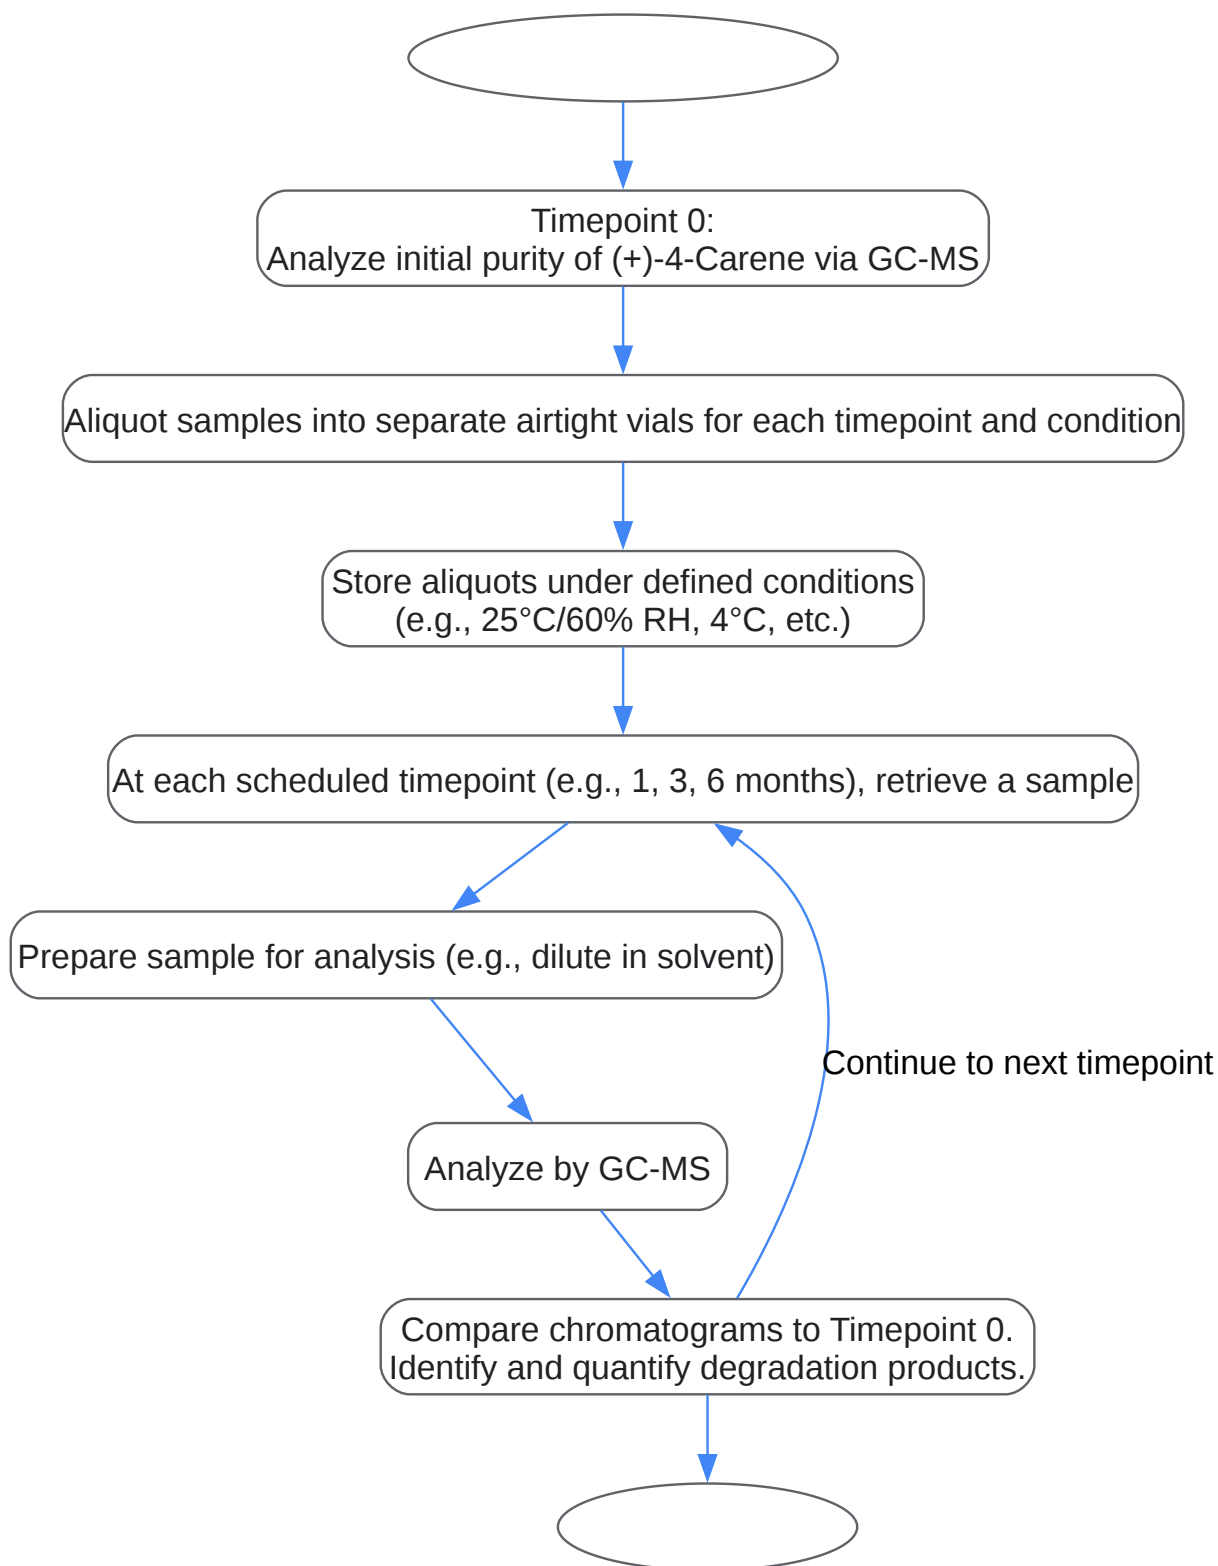 Timepoint 0:
Analyze initial purity of (+)-4-Carene via GC-MS
Aliquot samples into separate airtight vials for each timepoint and condition
Store aliquots under defined conditions
(e.g., 25°C/60% RH, 4°C, etc.)
At each scheduled timepoint (e.g., 1, 3, 6 months), retrieve a sample
Prepare sample for analysis (e.g., dilute in solvent)
Continue to next timepoint
Analyze by GC-MS
Compare chromatograms to Timepoint 0.
Identify and quantify degradation products.